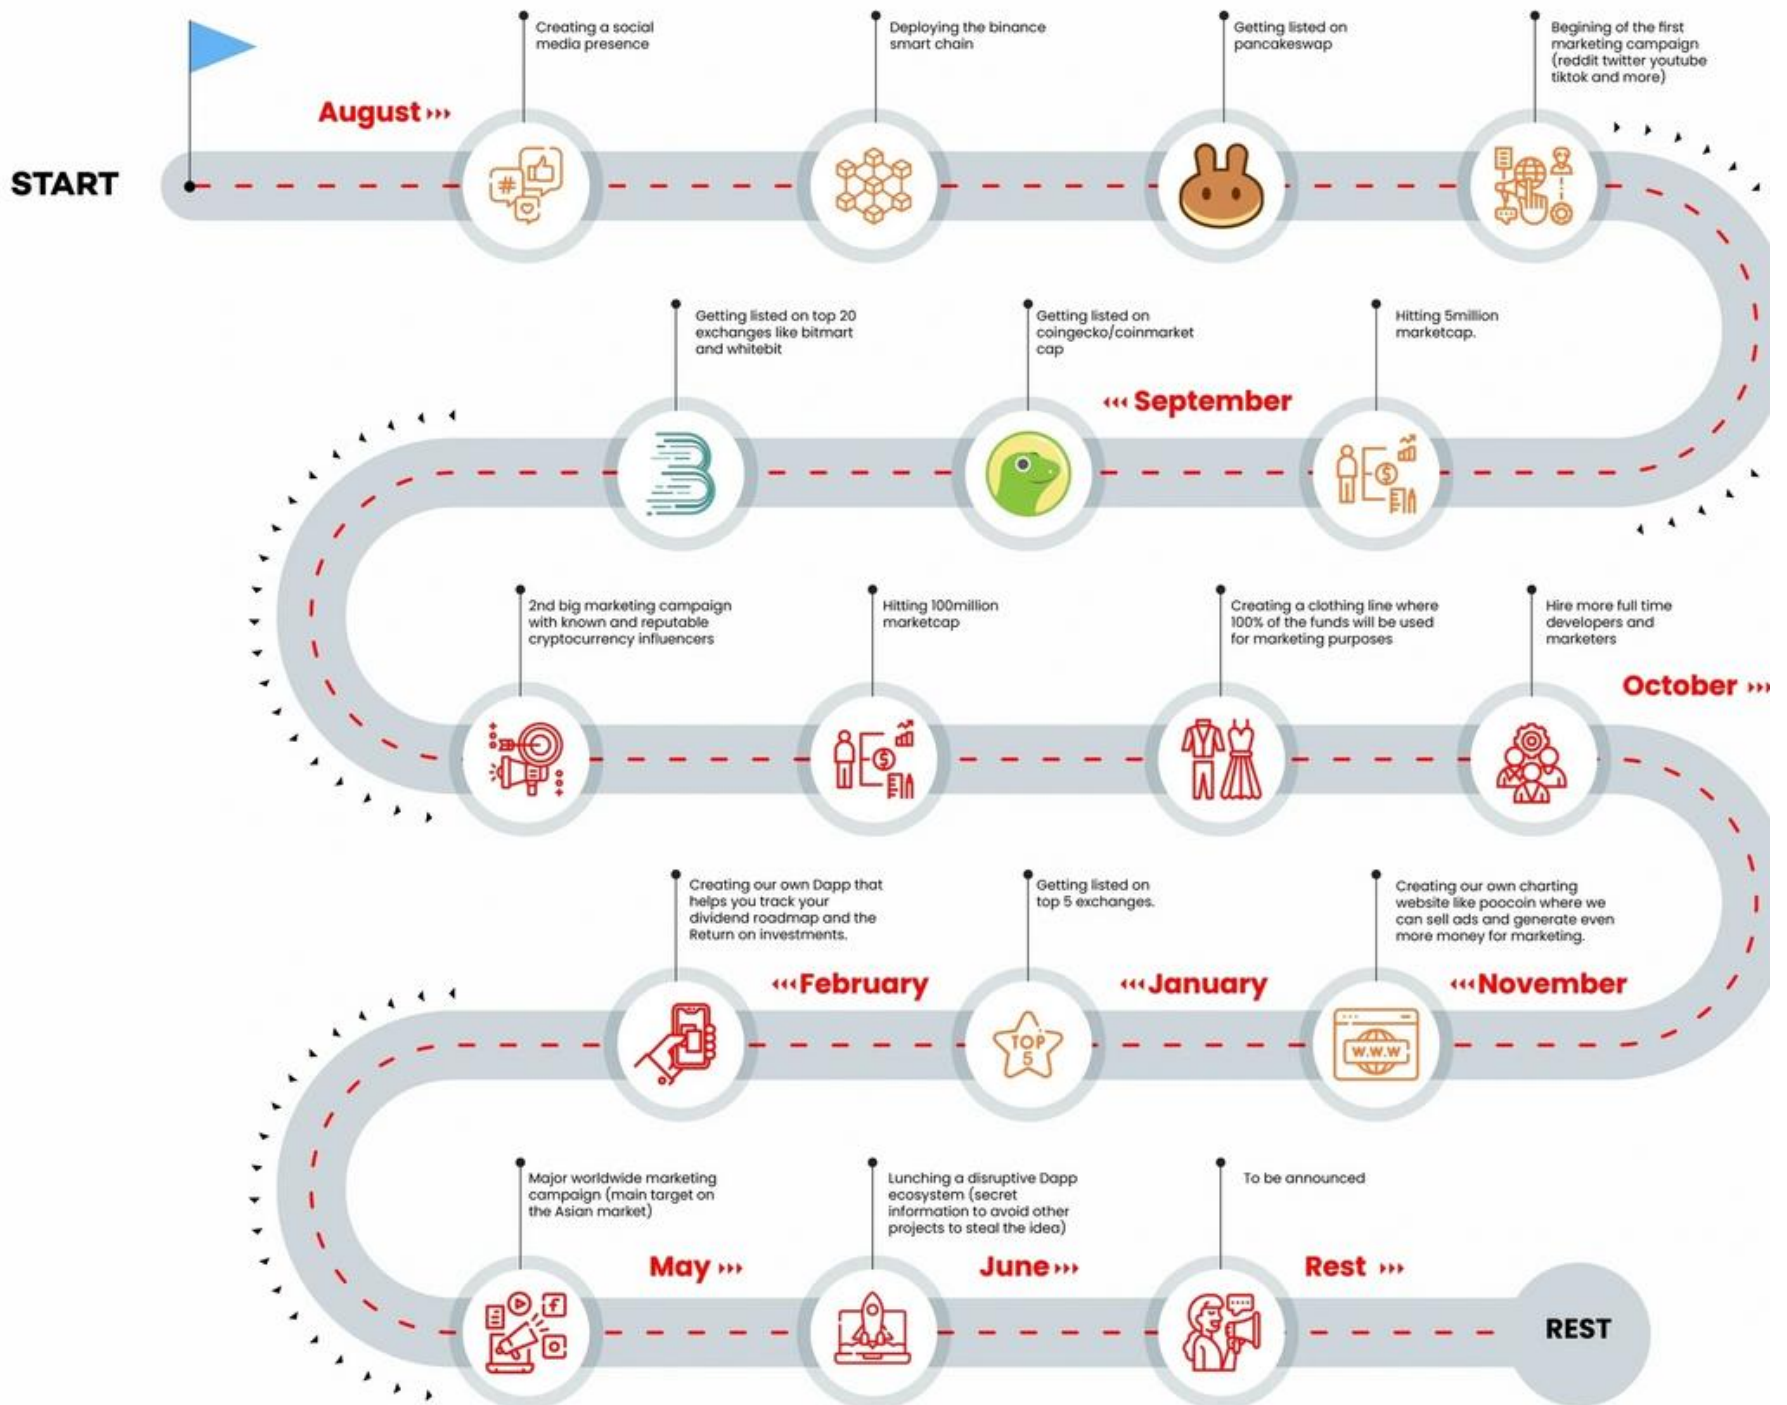 START
August
Creating a social
media presence
#
Deploying the binance
smart chain
Getting listed on
pancakeswap
Begining of the first
marketing campaign
(reddit twitter youtube
tiktok and more)
Hitting 5million
marketcap.
$
September
Getting listed on
coingecko/coinmarket
cap
Getting listed on top 20
exchanges like bitmart
and whitebit
2nd big marketing campaign
with known and reputable
cryptocurrency influencers
Hitting 100million
marketcap
$
Creating a clothing line where
100% of the funds will be used
for marketing purposes
Hire more full time
developers and
marketers
October
November
Creating our own charting
website like poocoin where we
can sell ads and generate even
more money for marketing.
W.W.W
January
Getting listed on
top 5 exchanges.
TOP
5
February
Creating our own Dapp that
helps you track your
dividend roadmap and the
Return on investments.
Major worldwide marketing
campaign (main target on
the Asian market)
f
May
Lunching a disruptive Dapp
ecosystem (secret
information to avoid other
projects to steal the idea)
June
To be announced
Rest
REST